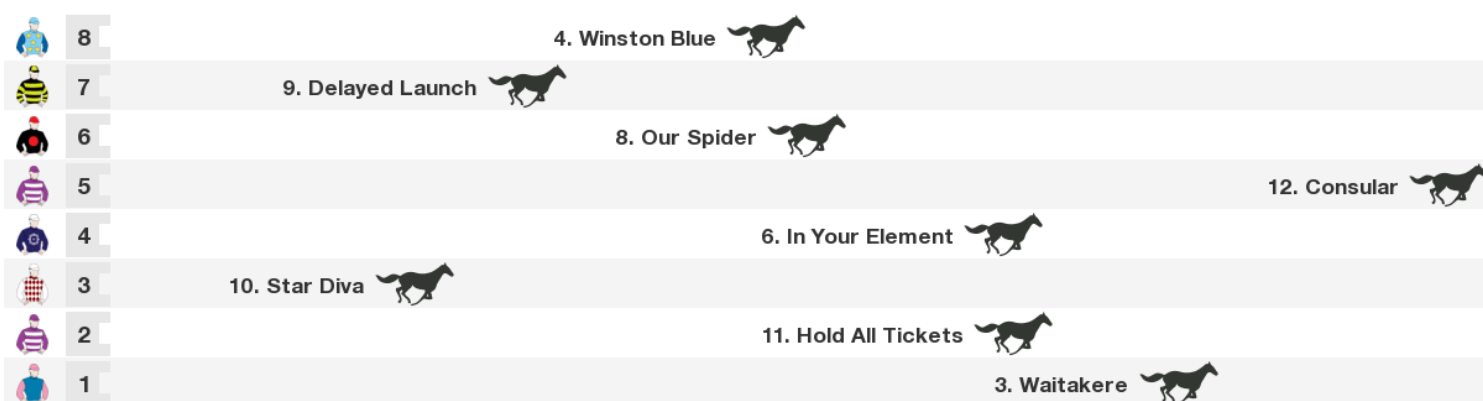 8 4. Winston Blue
7 9. Delayed Launch
6 8. Our Spider
5 12. Consular
4 6. In Your Element
3 10. Star Diva
2 11. Hold All Tickets
1 3. Waitakere